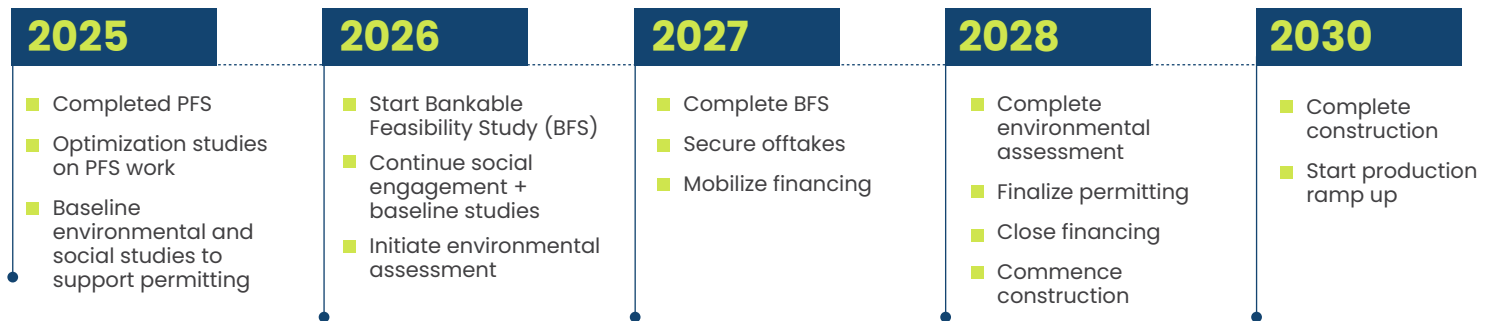 2025
Completed PFS
Optimization studies
on PFS work
Baseline
environmental and
social studies to
support permitting
2026
Start Bankable
Feasibility Study (BFS)
Continue social
engagement +
baseline studies
Initiate environmental
assessment
2027
Complete BFS
Secure offtakes
Mobilize financing
2028
Complete
environmental
assessment
Finalize permitting
Close financing
Commence
construction
2030
Complete
construction
Start production
ramp up